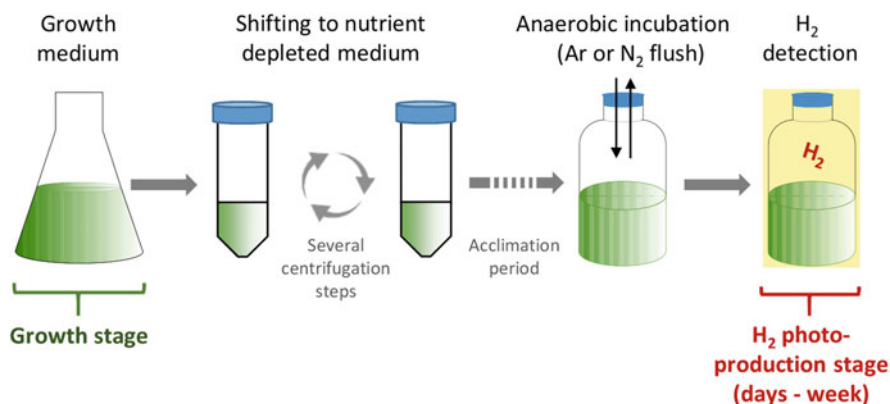 Growth
medium
Shifting to nutrient
depleted medium
Anaerobic incubation
(Ar or N₂ flush)
H₂
detection
Several
centrifugation
steps
Acclimation
period
H₂
Growth stage
H₂ photo-
production stage
(days - week)